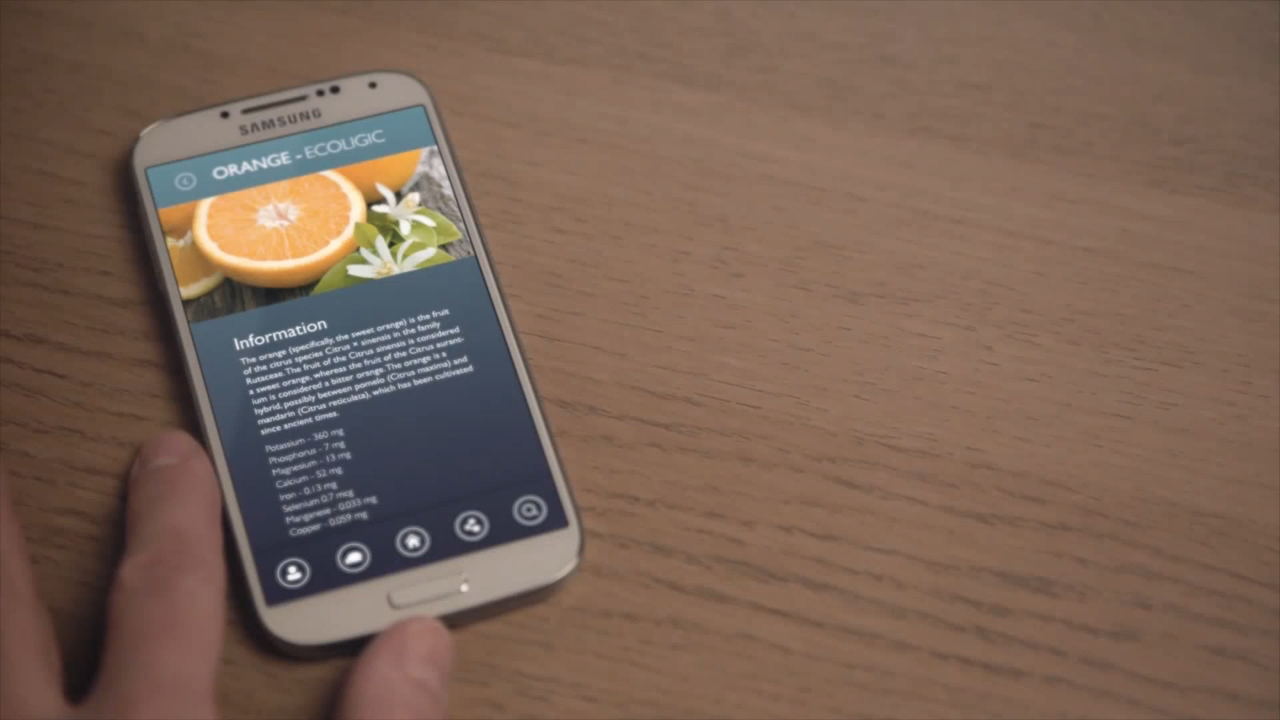 SAMSUNG
ORANGE - ECOLIGIC
Information
The orange (specifically, the sweet orange) is the fruit
of the citrus species Citrus × sinensis in the family
Rutaceae. The fruit of the Citrus sinensis is considered
a sweet orange, whereas the fruit of the Citrus aurant-
ium is considered a bitter orange. The orange is a
hybrid, possibly between pomelo (Citrus maxima) and
mandarin (Citrus reticulata), which has been cultivated
since ancient times.
Potassium - 360 mg
Phosphorus - 7 mg
Magnesium - 13 mg
Calcium - 52 mg
Iron - 0.13 mg
Selenium 0.7 mcg
Manganese - 0.033 mg
Copper - 0.059 mg